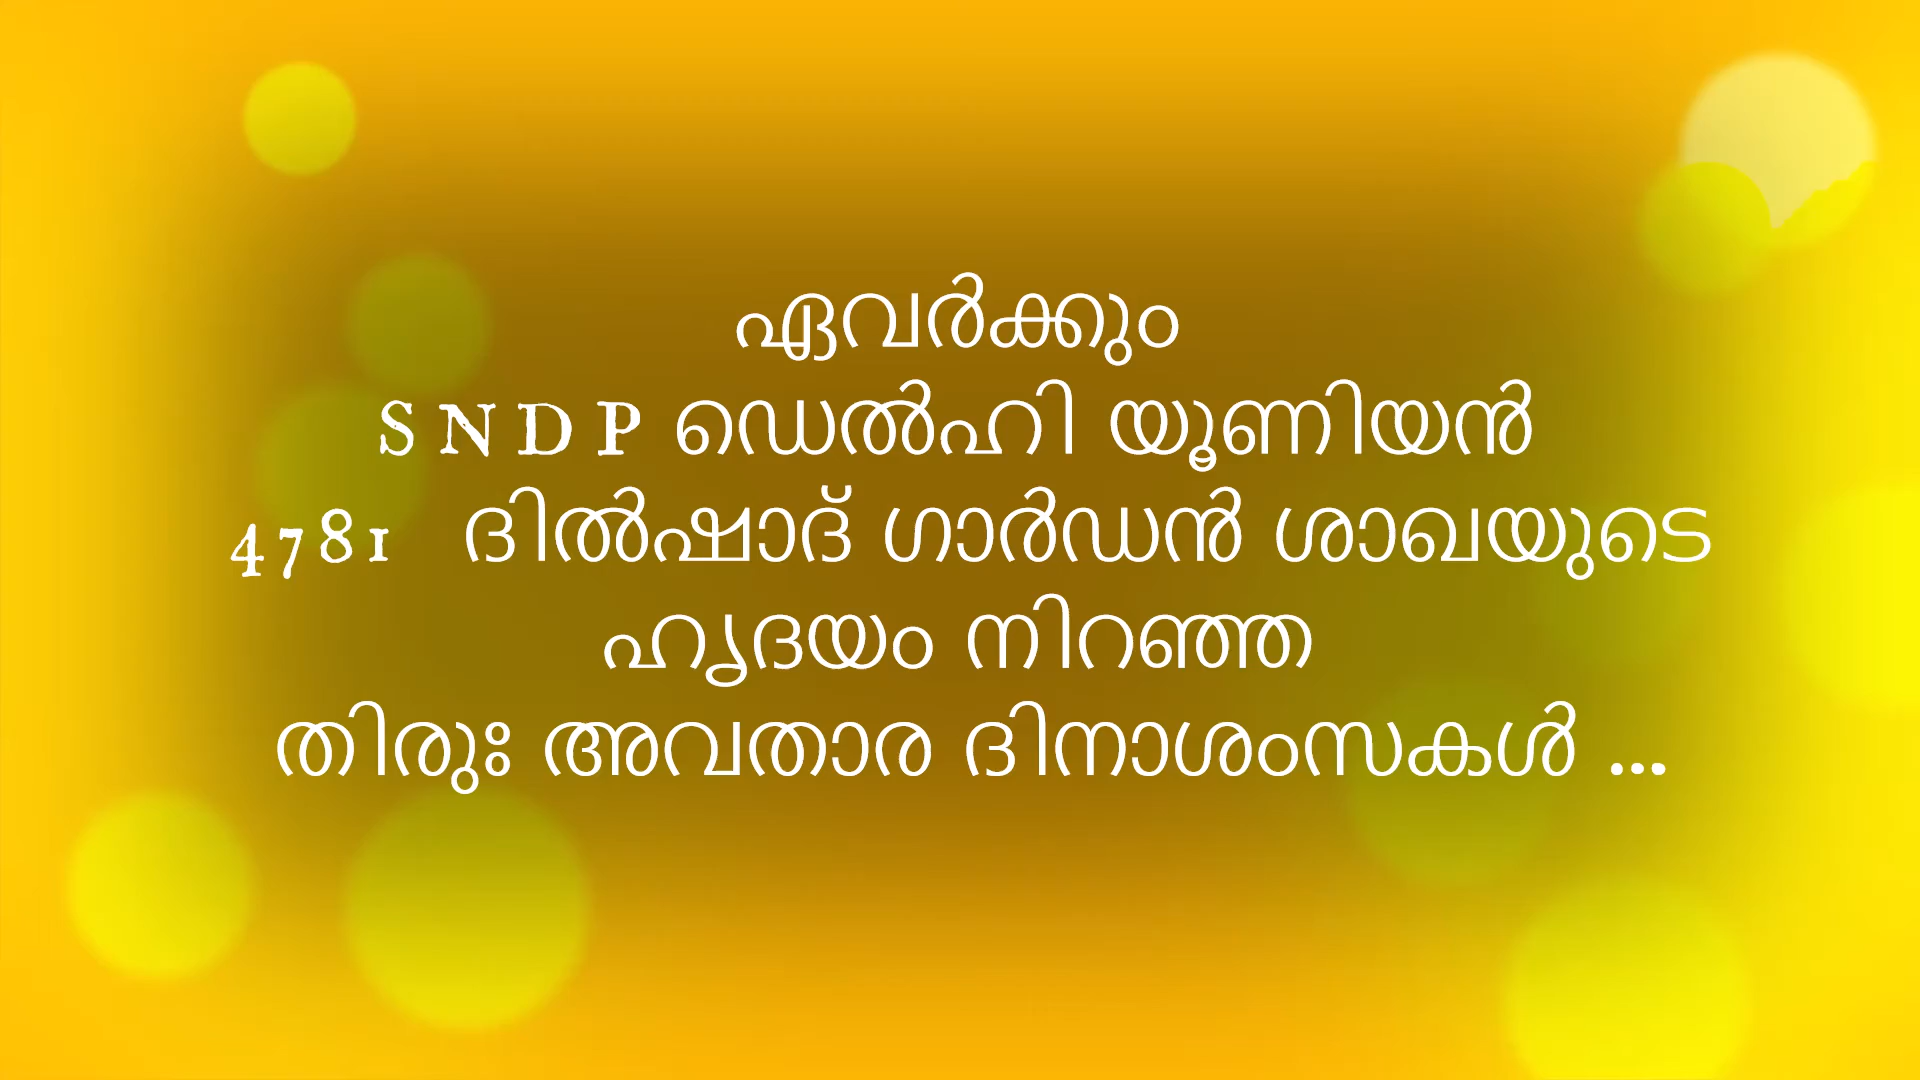 ഏവർക്കും
S N D P ഡെൽഹി യൂണിയൻ
4781 ദിൽഷാദ് ഗാർഡൻ ശാഖയുടെ
ഹൃദയം നിറഞ്ഞ
തിരുഃ അവതാര ദിനാശംസകൾ ...